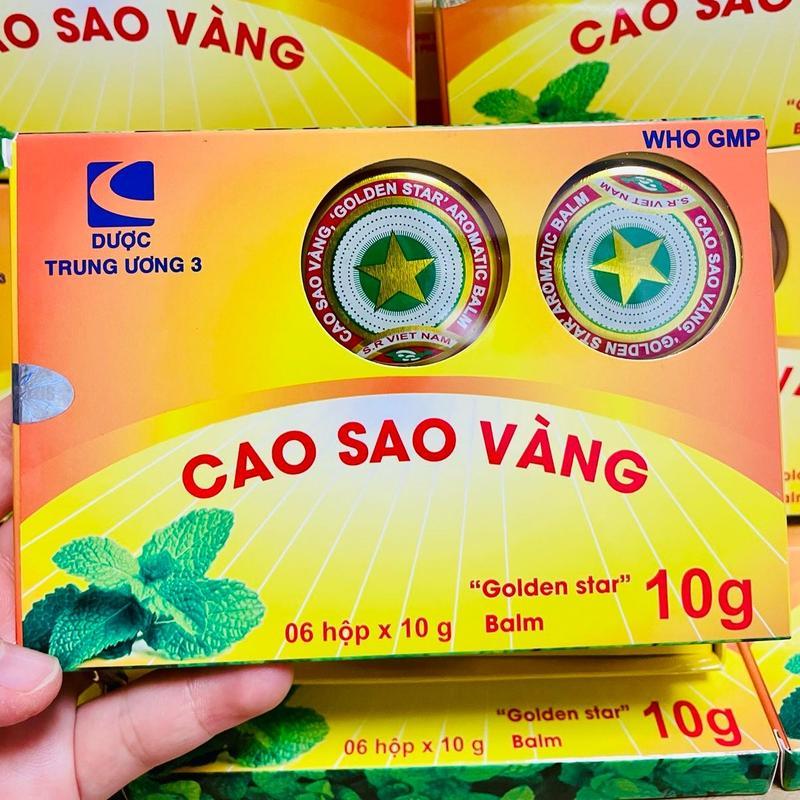 AO SAO VÀNG
CAO SAO
WHO GMP
DƯỢC
TRUNG ƯƠNG 3
CAO SAO VÀNG, 'GOLDEN STAR' AROMATIC BALM
S.R VIET NAM
S.R VIET NAM
CAO SAO VÀNG, 'GOLDEN STAR AROMATIC BALM
CAO SAO VÀNG
"Golden star" 10g
06 hộp x 10 g Balm
"Golden star" 10g
06 hộp x 10 g Balm